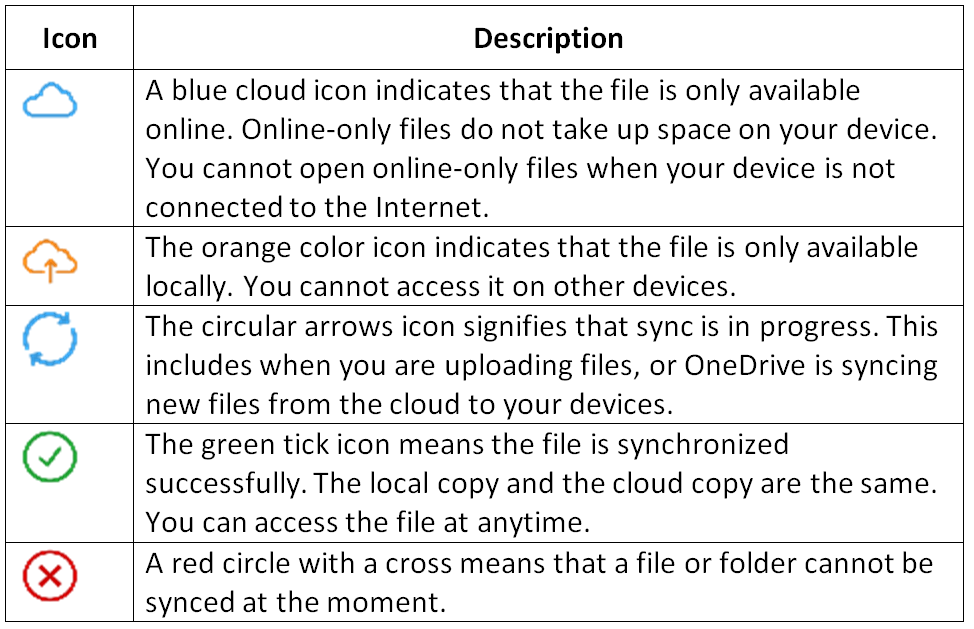 Icon Description
A blue cloud icon indicates that the file is only available
online. Online-only files do not take up space on your device.
You cannot open online-only files when your device is not
connected to the Internet.
The orange color icon indicates that the file is only available
locally. You cannot access it on other devices.
The circular arrows icon signifies that sync is in progress. This
includes when you are uploading files, or OneDrive is syncing
new files from the cloud to your devices.
The green tick icon means the file is synchronized
successfully. The local copy and the cloud copy are the same.
You can access the file at anytime.
A red circle with a cross means that a file or folder cannot be
synced at the moment.